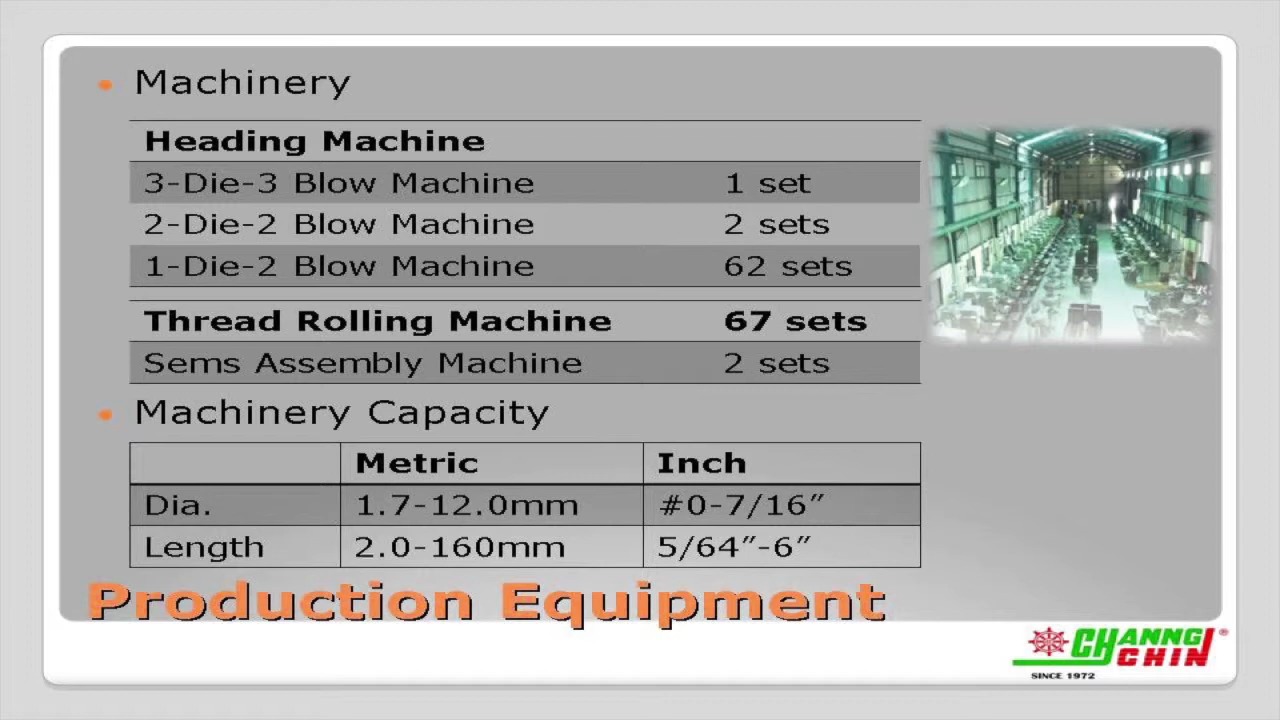 Machinery
Heading Machine
3-Die-3 Blow Machine 1 set
2-Die-2 Blow Machine 2 sets
1-Die-2 Blow Machine 62 sets
Thread Rolling Machine 67 sets
Sems Assembly Machine 2 sets
Machinery Capacity
Metric Inch
Dia. 1.7-12.0mm #0-7/16”
Length 2.0-160mm 5/64”-6”
Production Equipment
CHANNG CHIN®
SINCE 1972